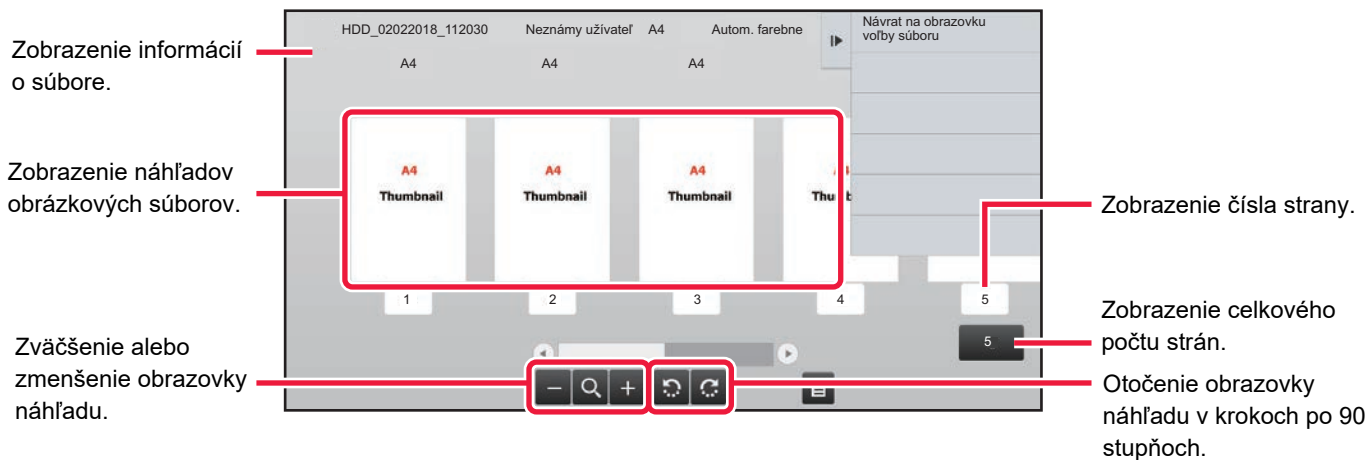 Zobrazenie informácií
o súbore.
HDD_02022018_112030 Neznámy užívateľ A4 Autom. farebne
A4 A4 A4
Návrat na obrazovku
voľby súboru
Zobrazenie náhľadov
obrázkových súborov.
A4 A4 A4
Thumbnail Thumbnail Thumbnail
Zobrazenie čísla strany.
1 2 3 4 5
Zobrazenie celkového
počtu strán.
5
Zväčšenie alebo
zmenšenie obrazovky
náhľadu.
Otočenie obrazovky
náhľadu v krokoch po 90
stupňoch.